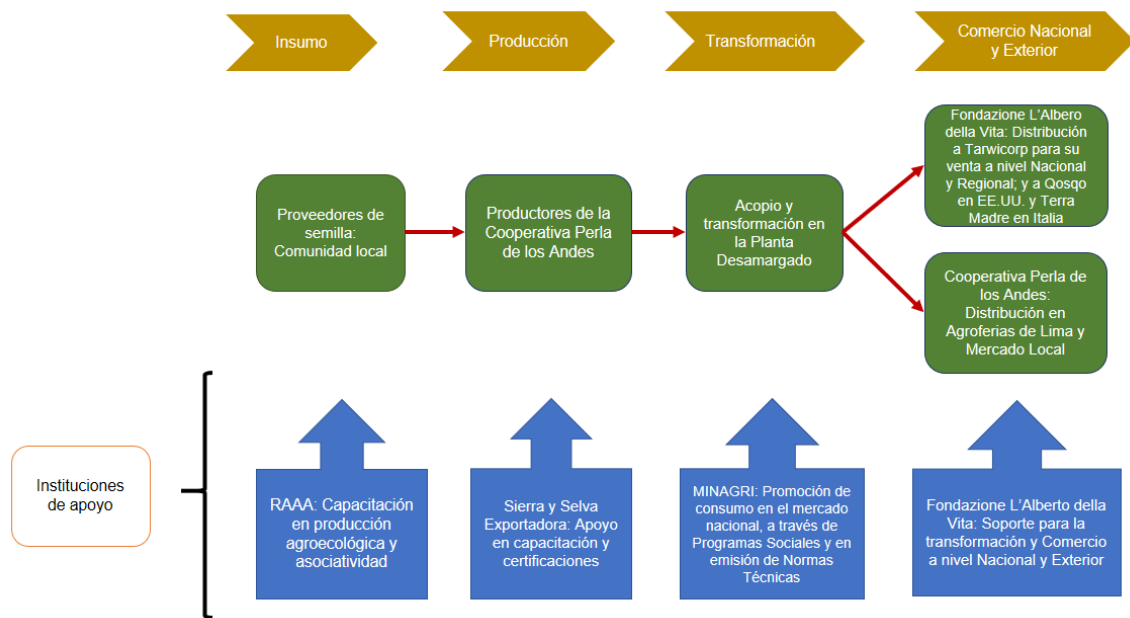 Insumo
Producción
Transformación
Comercio Nacional
y Exterior
Proveedores de
semilla:
Comunidad local
Productores de la
Cooperativa Perla
de los Andes
Acopio y
transformación en
la Planta
Desamargado
Fondazione L'Albero
della Vita: Distribución
a Tarwicorp para su
venta a nivel Nacional
y Regional; y a Qosqo
en EE.UU. y Terra
Madre en Italia
Cooperativa Perla de
los Andes:
Distribución en
Agroferias de Lima y
Mercado Local
Instituciones
de apoyo
RAAA: Capacitación
en producción
agroecológica y
asociatividad
Sierra y Selva
Exportadora: Apoyo
en capacitación y
certificaciones
MINAGRI: Promoción de
consumo en el mercado
nacional, a través de
Programas Sociales y en
emisión de Normas
Técnicas
Fondazione L'Alberto della
Vita: Soporte para la
transformación y Comercio
a nivel Nacional y Exterior